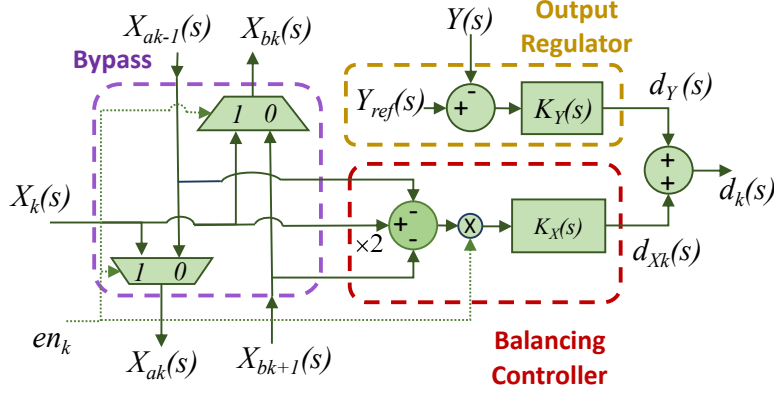 X_{ak-1}(s)
X_{bk}(s)
Y(s)
Output
Regulator
Bypass
1 0
Y_{ref}(s)
-
+
K_Y(s)
d_Y(s)
X_k(s)
+
+
d_k(s)
-
+
-
×2
X
K_X(s)
d_{Xk}(s)
1 0
en_k
X_{ak}(s)
X_{bk+1}(s)
Balancing
Controller